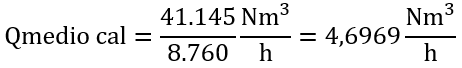 Qmedio cal = 41.145/8.760 Nm³/h = 4,6969 Nm³/h